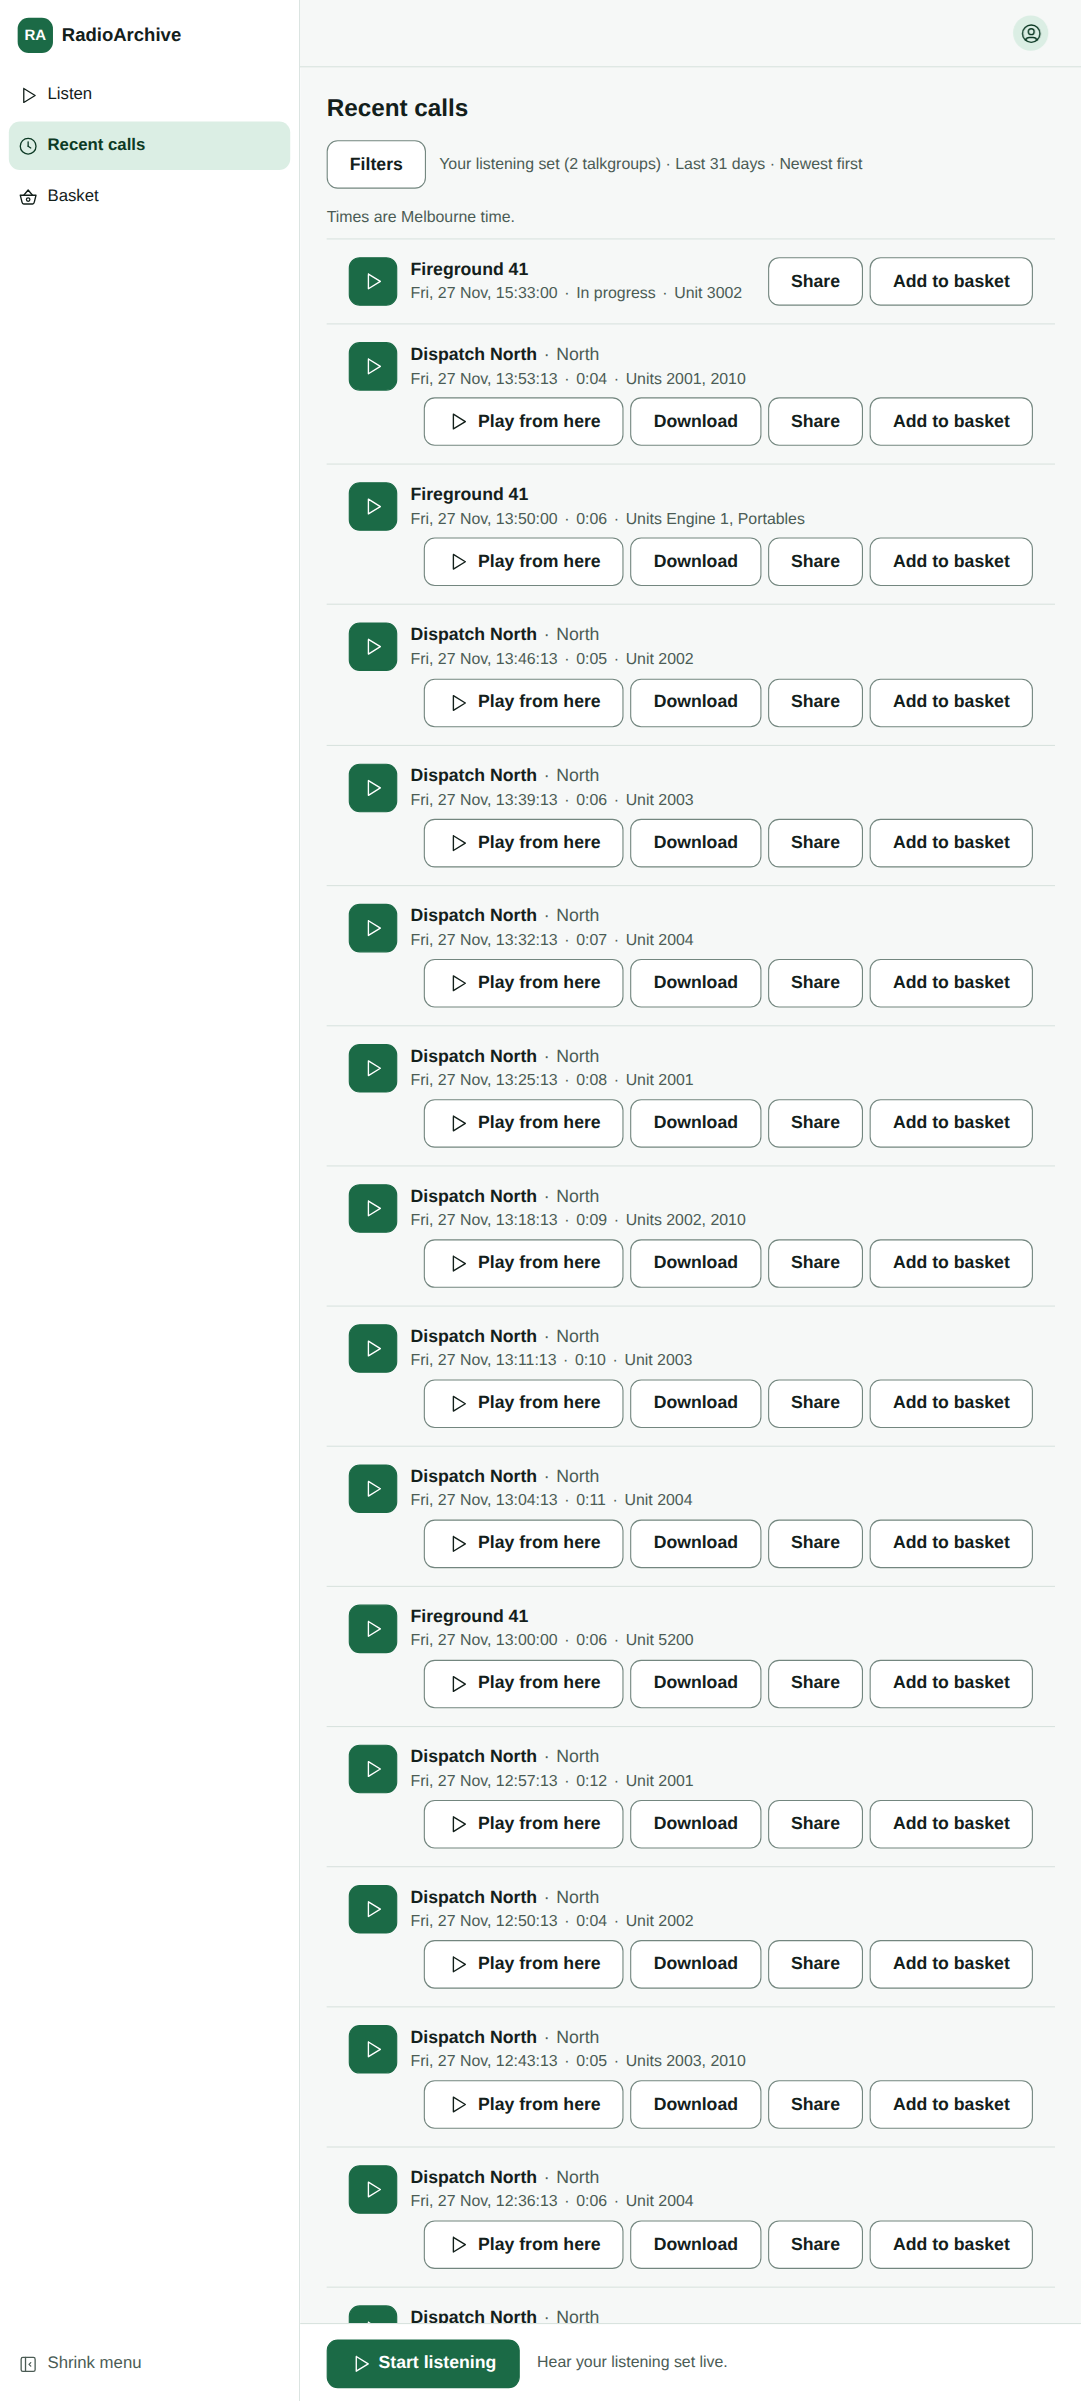 RA RadioArchive
Listen
Recent calls
Basket
Recent calls
Filters
Your listening set (2 talkgroups) · Last 31 days · Newest first
Times are Melbourne time.
Fireground 41
Fri, 27 Nov, 15:33:00 · In progress · Unit 3002
Share Add to basket
Dispatch North · North
Fri, 27 Nov, 13:53:13 · 0:04 · Units 2001, 2010
Play from here Download Share Add to basket
Fireground 41
Fri, 27 Nov, 13:50:00 · 0:06 · Units Engine 1, Portables
Play from here Download Share Add to basket
Dispatch North · North
Fri, 27 Nov, 13:46:13 · 0:05 · Unit 2002
Play from here Download Share Add to basket
Dispatch North · North
Fri, 27 Nov, 13:39:13 · 0:06 · Unit 2003
Play from here Download Share Add to basket
Dispatch North · North
Fri, 27 Nov, 13:32:13 · 0:07 · Unit 2004
Play from here Download Share Add to basket
Dispatch North · North
Fri, 27 Nov, 13:25:13 · 0:08 · Unit 2001
Play from here Download Share Add to basket
Dispatch North · North
Fri, 27 Nov, 13:18:13 · 0:09 · Units 2002, 2010
Play from here Download Share Add to basket
Dispatch North · North
Fri, 27 Nov, 13:11:13 · 0:10 · Unit 2003
Play from here Download Share Add to basket
Dispatch North · North
Fri, 27 Nov, 13:04:13 · 0:11 · Unit 2004
Play from here Download Share Add to basket
Fireground 41
Fri, 27 Nov, 13:00:00 · 0:06 · Unit 5200
Play from here Download Share Add to basket
Dispatch North · North
Fri, 27 Nov, 12:57:13 · 0:12 · Unit 2001
Play from here Download Share Add to basket
Dispatch North · North
Fri, 27 Nov, 12:50:13 · 0:04 · Unit 2002
Play from here Download Share Add to basket
Dispatch North · North
Fri, 27 Nov, 12:43:13 · 0:05 · Units 2003, 2010
Play from here Download Share Add to basket
Dispatch North · North
Fri, 27 Nov, 12:36:13 · 0:06 · Unit 2004
Play from here Download Share Add to basket
Dispatch North · North
Shrink menu
Start listening
Hear your listening set live.